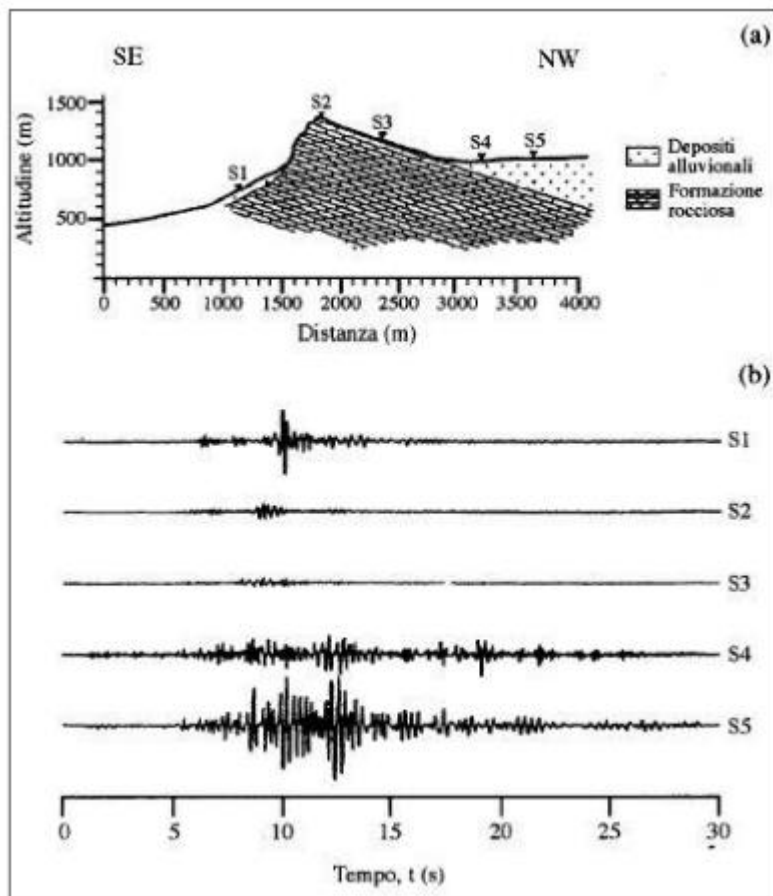 (a)
SE NW
S1
S2
S3
S4
S5
Altitudine (m)
1500
1000
500
0 500 1000 1500 2000 2500 3000 3500 4000
Distanza (m)
Depositi
alluvionali
Formazione
rocciosa
(b)
S1
S2
S3
S4
S5
0 5 10 15 20 25 30
Tempo, t (s)